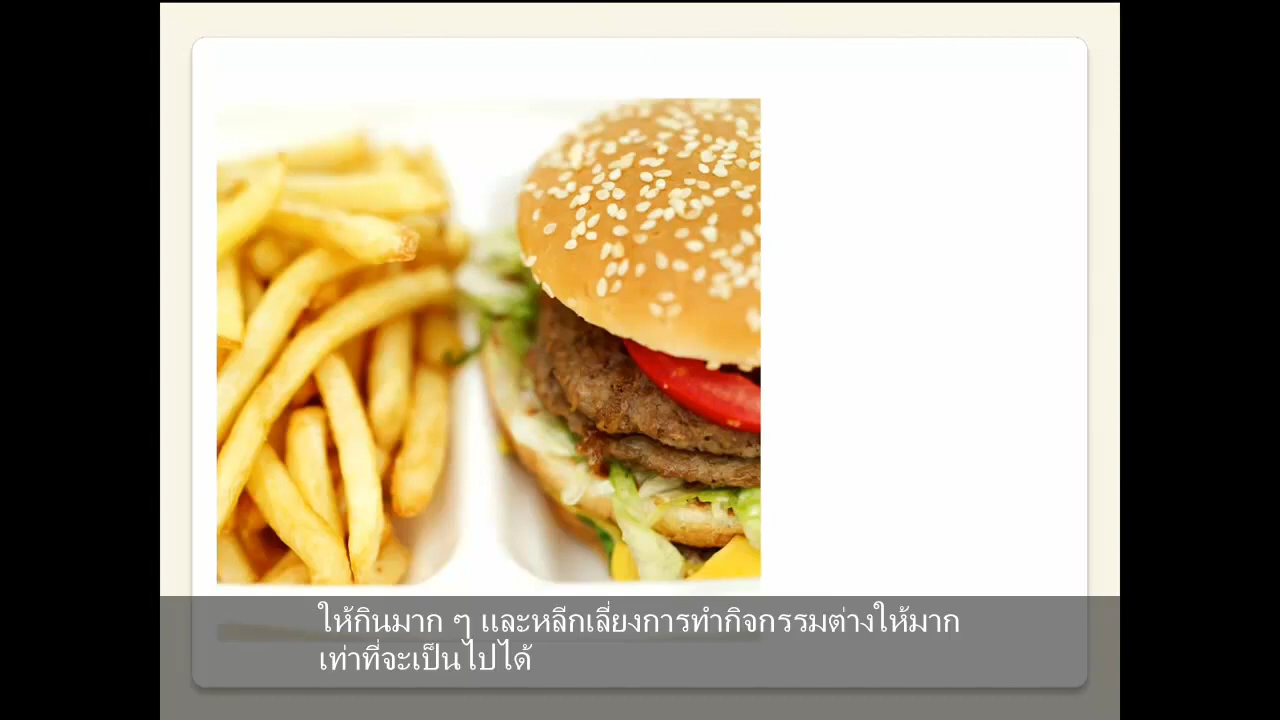 ให้กินมาก ๆ และหลีกเลี่ยงการทำกิจกรรมต่างให้มาก
เท่าที่จะเป็นไปได้